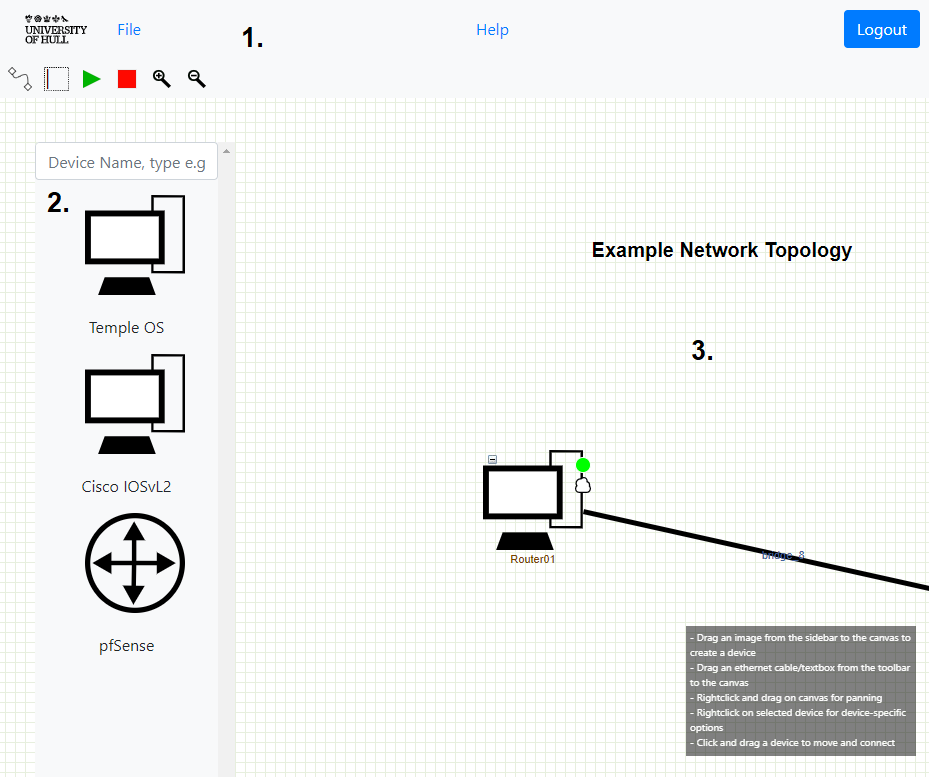 UNIVERSITY
OF HULL
File
1.
Help
Logout
Device Name, type e.g
2.
Temple OS
Cisco IOSvL2
pfSense
Example Network Topology
3.
Router01
bridge_8
- Drag an image from the sidebar to the canvas to
create a device
- Drag an ethernet cable/textbox from the toolbar
to the canvas
- Rightclick and drag on canvas for panning
- Rightclick on selected device for device-specific
options
- Click and drag a device to move and connect